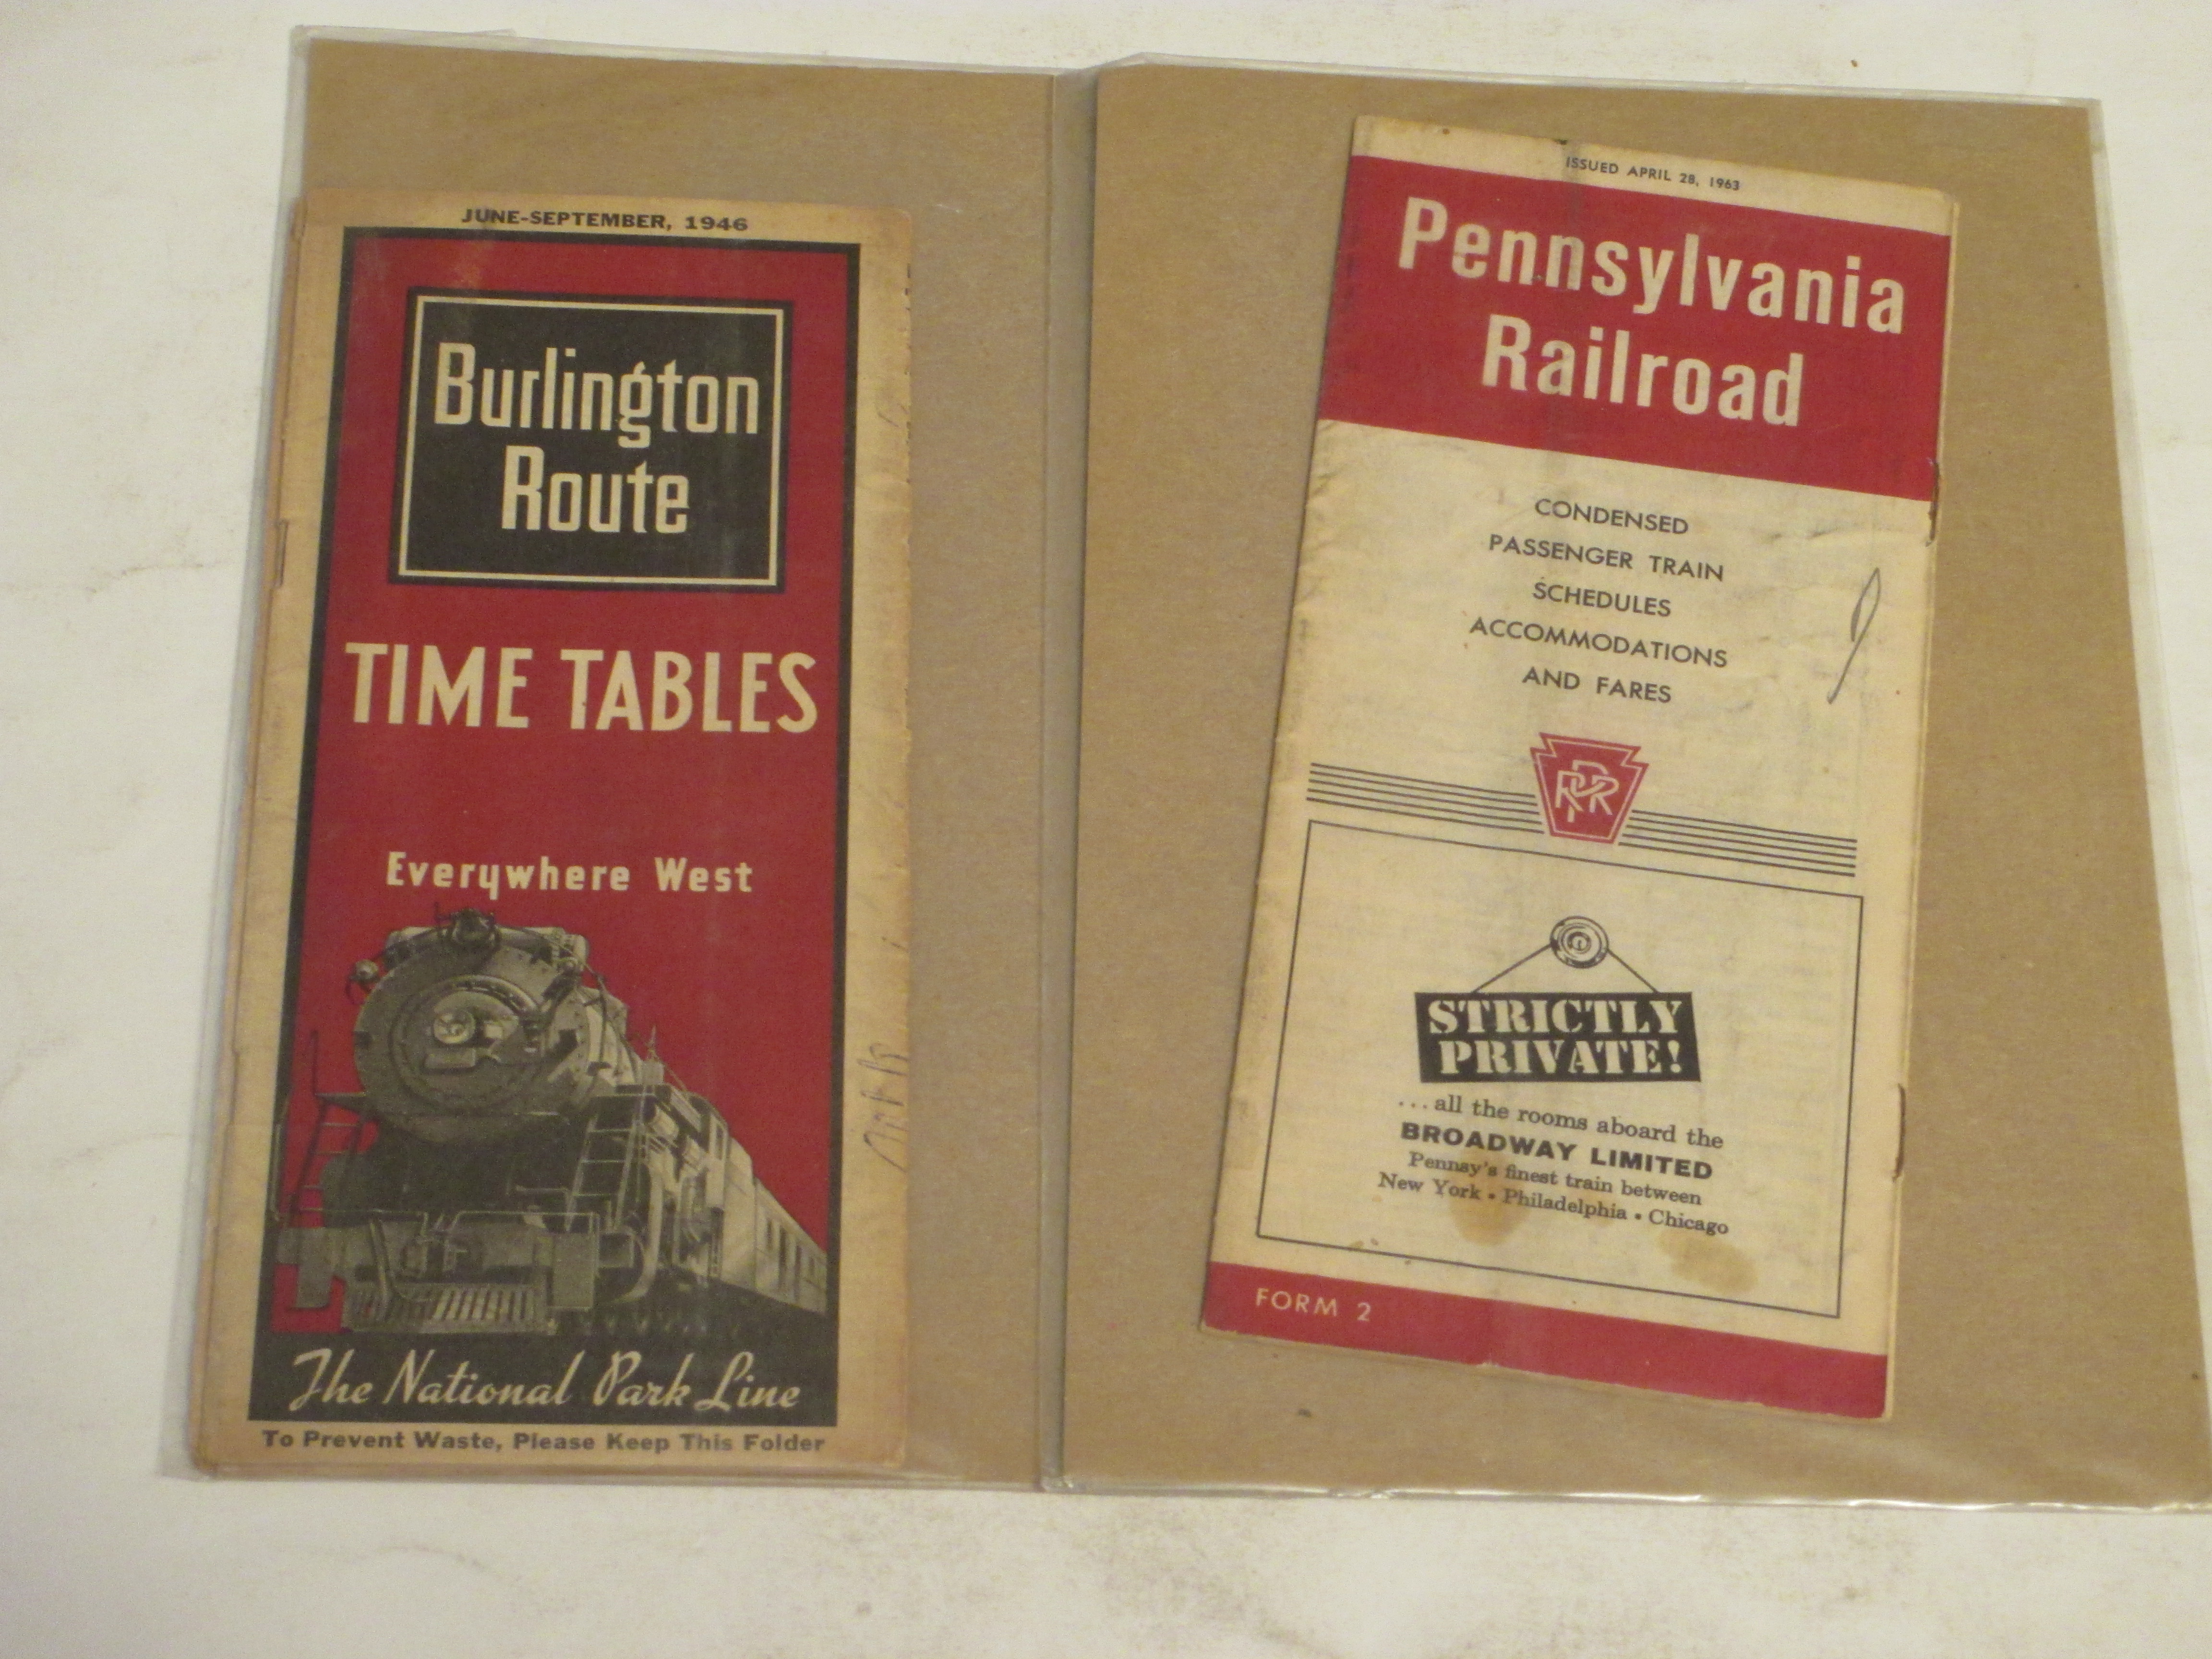 JUNE-SEPTEMBER, 1946
Burlington
Route
TIME TABLES
Everywhere West
The National Park Line
To Prevent Waste, Please Keep This Folder
ISSUED APRIL 28, 1963
Pennsylvania
Railroad
CONDENSED
PASSENGER TRAIN
SCHEDULES
ACCOMMODATIONS
AND FARES
PRR
STRICTLY
PRIVATE!
...all the rooms aboard the
BROADWAY LIMITED
Pennsy's finest train between
New York • Philadelphia • Chicago
FORM 2